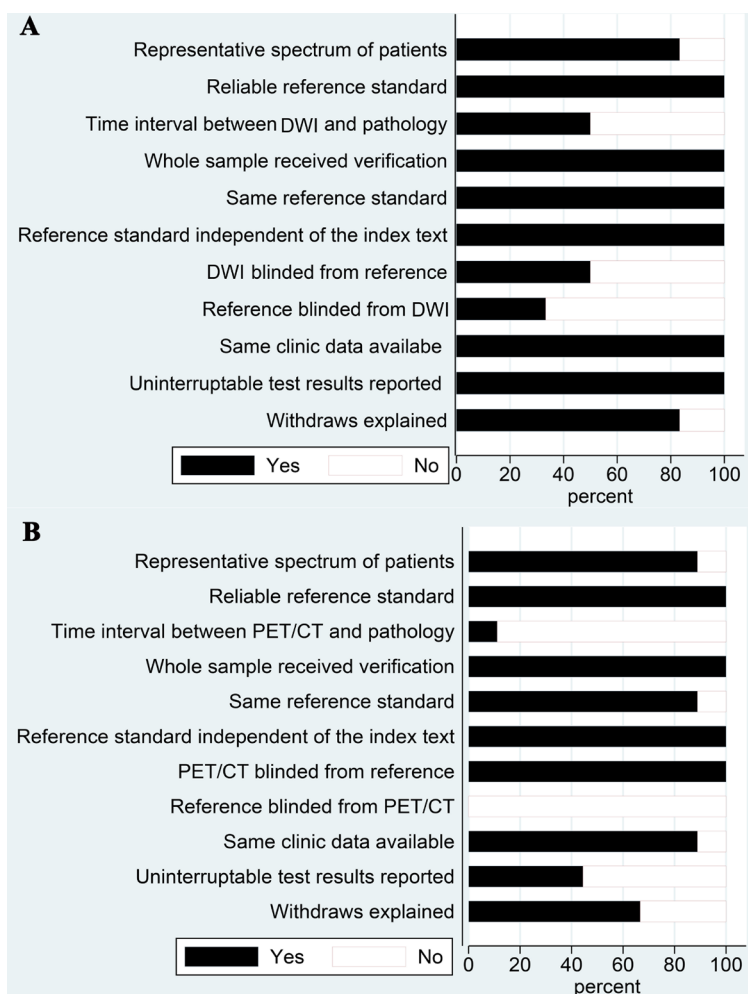 A
Representative spectrum of patients
Reliable reference standard
Time interval between DWI and pathology
Whole sample received verification
Same reference standard
Reference standard independent of the index text
DWI blinded from reference
Reference blinded from DWI
Same clinic data availabe
Uninterruptable test results reported
Withdraws explained
Yes No
0 20 40 60 80 100
percent
B
Representative spectrum of patients
Reliable reference standard
Time interval between PET/CT and pathology
Whole sample received verification
Same reference standard
Reference standard independent of the index text
PET/CT blinded from reference
Reference blinded from PET/CT
Same clinic data available
Uninterruptable test results reported
Withdraws explained
Yes No
0 20 40 60 80 100
percent